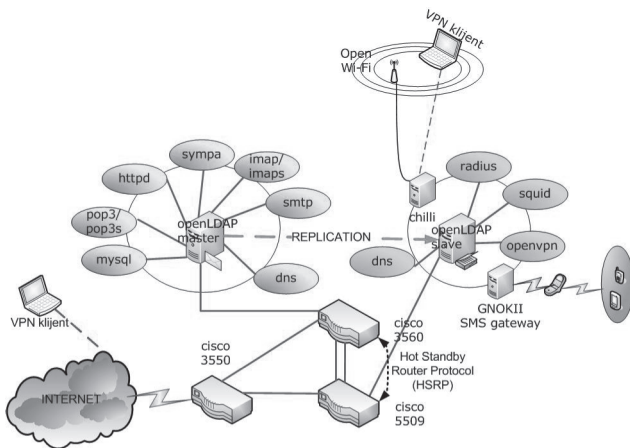 VPN klijent
Open
Wi-Fi
sympa
imap/
imaps
httpd
smtp
pop3/
pop3s
openLDAP
master
mysql
dns
REPLICATION
radius
squid
chilli
openLDAP
slave
openvpn
dns
GNOKII
SMS gateway
VPN klijent
cisco
3550
cisco
3560
Hot Standby
Router Protocol
(HSRP)
INTERNET
cisco
5509